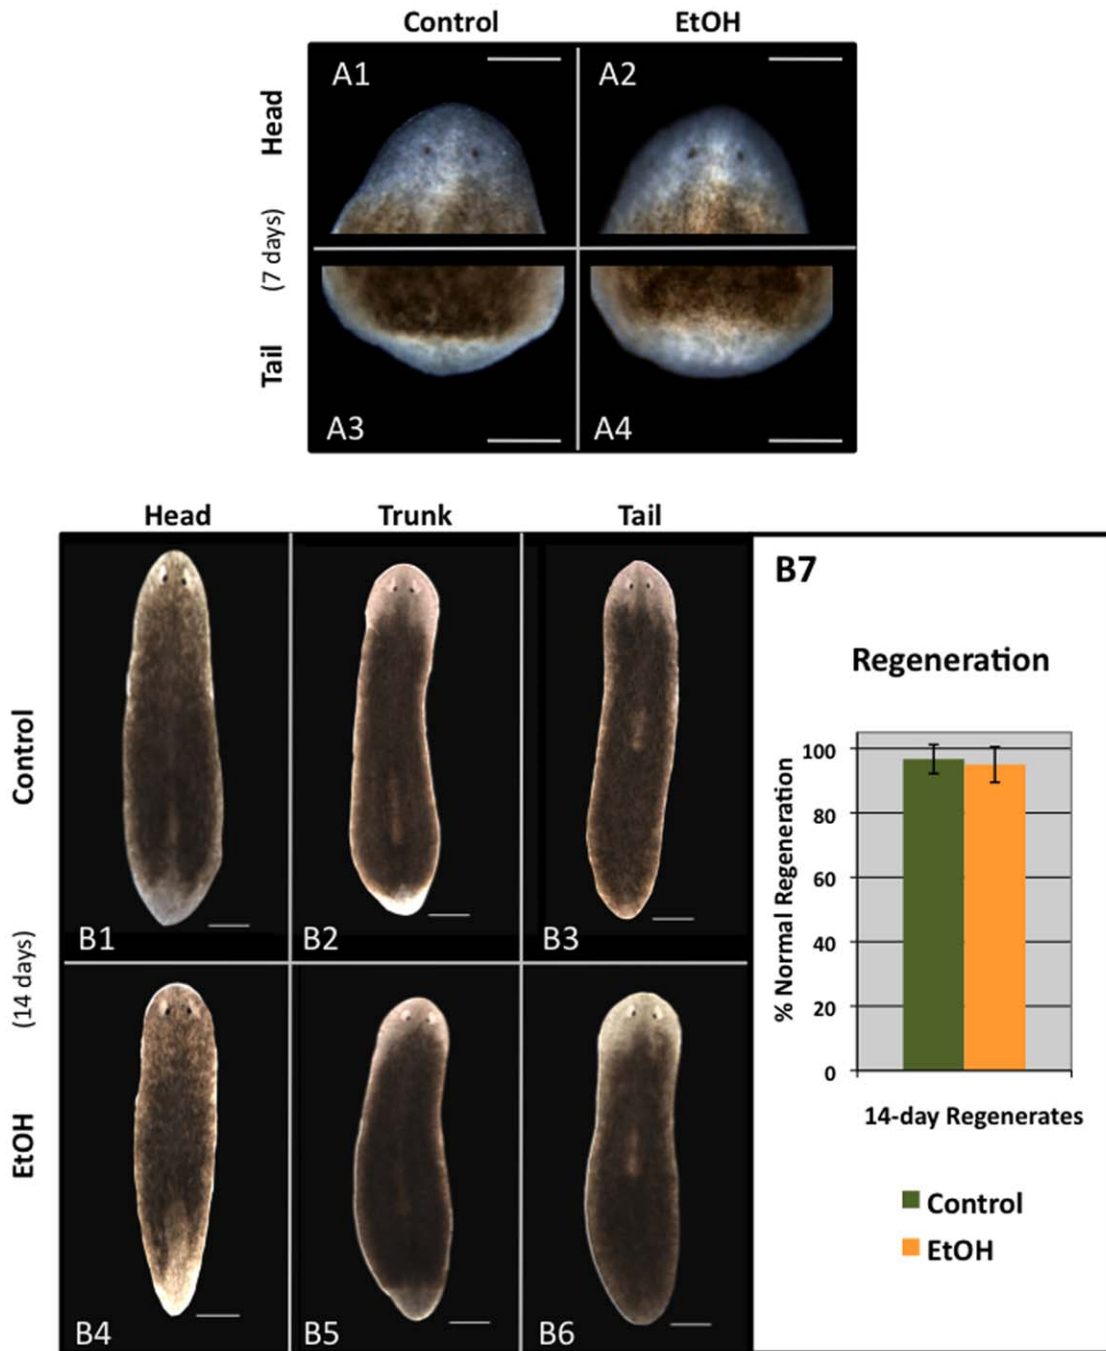 Control EtOH
Head
(7 days)
Tail
A1 A2
A3 A4
Head Trunk Tail
Control
(14 days)
EtOH
B1 B2 B3
B4 B5 B6
B7
Regeneration
% Normal Regeneration
100
80
60
40
20
0
14-day Regenerates
Control
EtOH